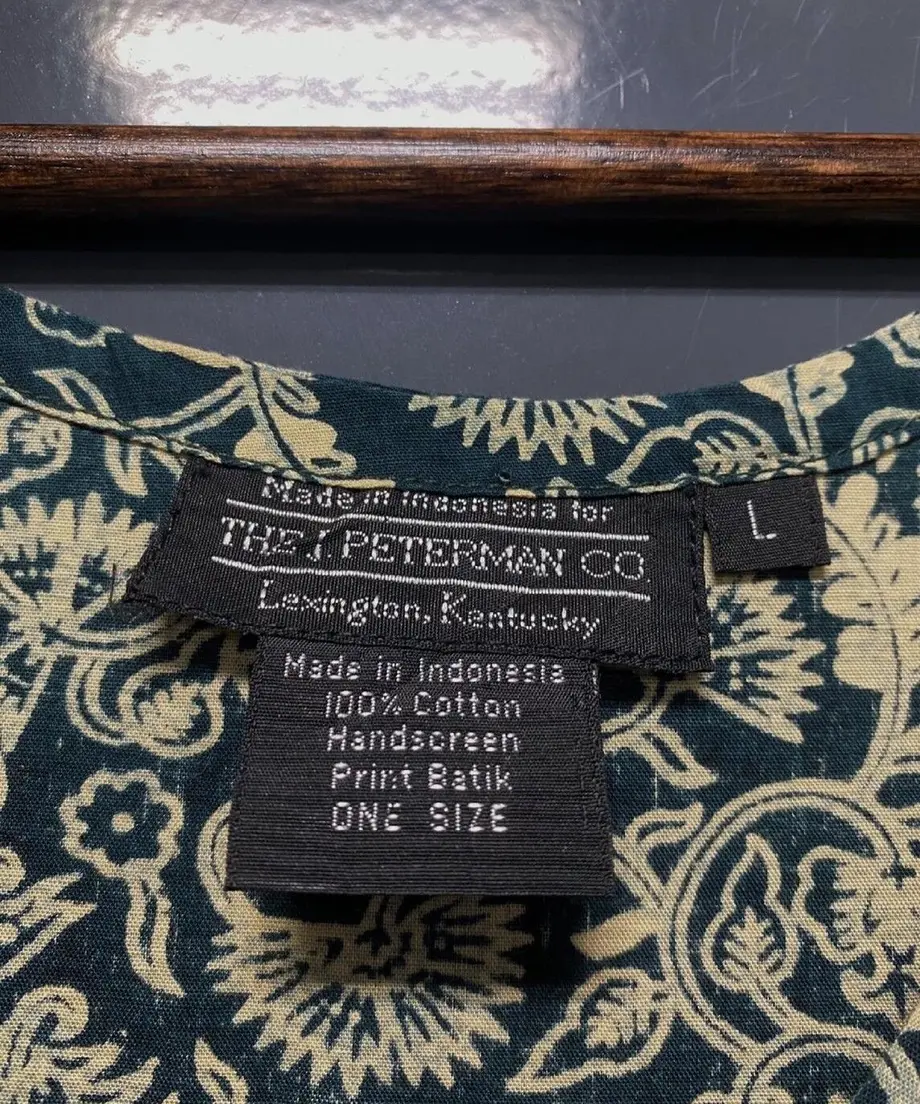 Made in Indonesia for
THE J. PETERMAN CO.
Lexington, Kentucky
L
Made in Indonesia
100% Cotton
Handscreen
Print Batik
ONE SIZE